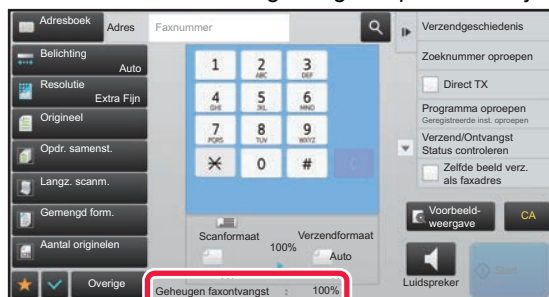 Adresboek
Adres
Faxnummer
Belichting
Auto
Resolutie
Extra Fijn
Origineel
Opdr. samenst.
Langz. scanm.
Gemengd form.
Aantal originelen
Overige
1
2 ABC
3 DEF
4 GHI
5 JKL
6 MNO
7 PQRS
8 TUV
9 WXYZ
0
#
C
Scanformaat
100%
Verzendformaat
Auto
Geheugen faxontvangst : 100%
Verzendgeschiedenis
Zoeknummer oproepen
Direct TX
Programma oproepen
Geregistreerde inst. oproepen
Verzend/Ontvangst
Status controleren
Zelfde beeld verz.
als faxadres
Voorbeeld-
weergave
CA
Luidspreker
Start